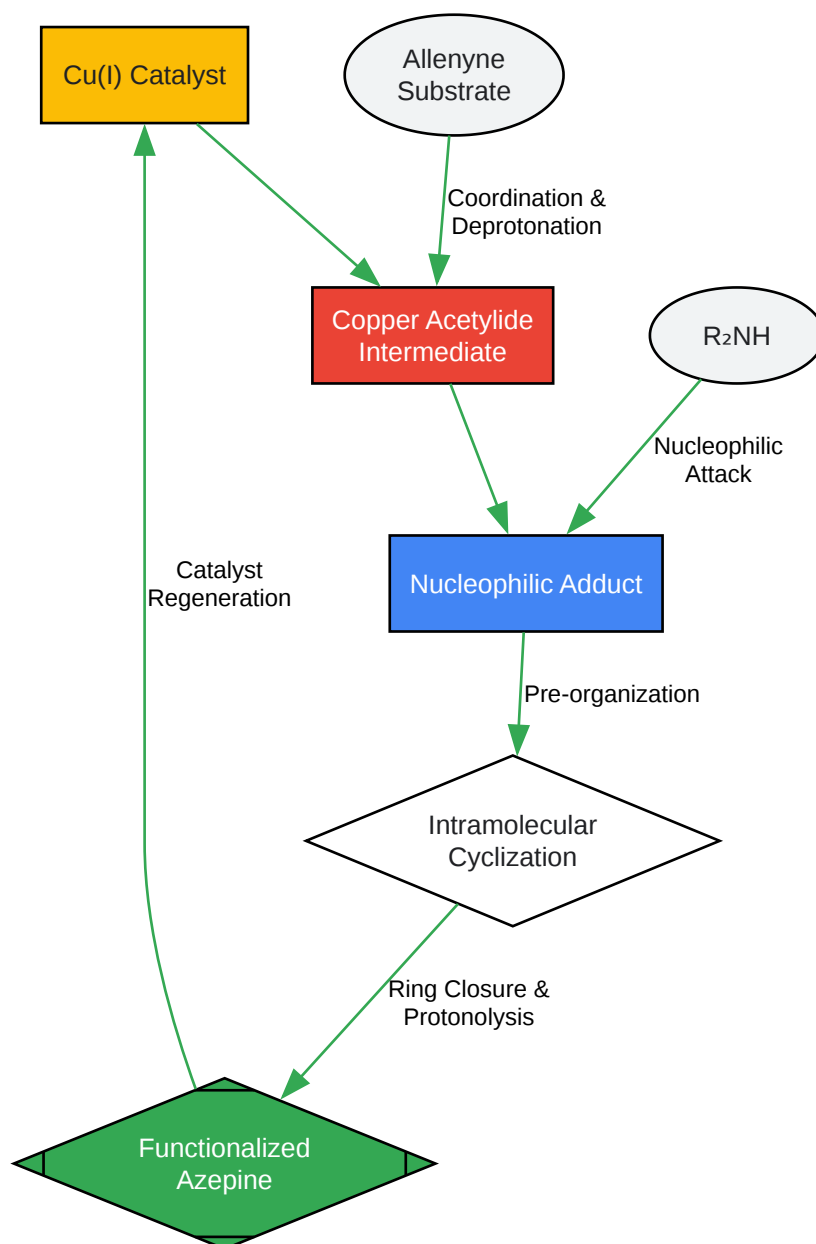 Cu(I) Catalyst
Allenyne
Substrate
Coordination &
Deprotonation
Copper Acetylide
Intermediate
R₂NH
Nucleophilic
Attack
Catalyst
Regeneration
Nucleophilic Adduct
Pre-organization
Intramolecular
Cyclization
Ring Closure &
Protonolysis
Functionalized
Azepine